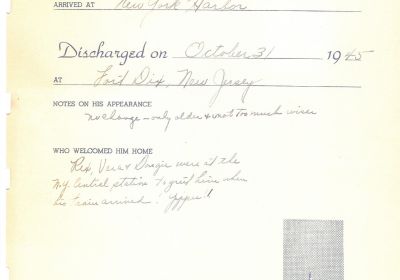 ARRIVED AT New York Harbor
Discharged on October 31 1945
AT Fort Dix, New Jersey
NOTES ON HIS APPEARANCE
no change - only older & not too much wiser
WHO WELCOMED HIM HOME
Rex, Vera & Doogie were at the
N.Y. Central station to greet him when
his train arrived! Yippee!!